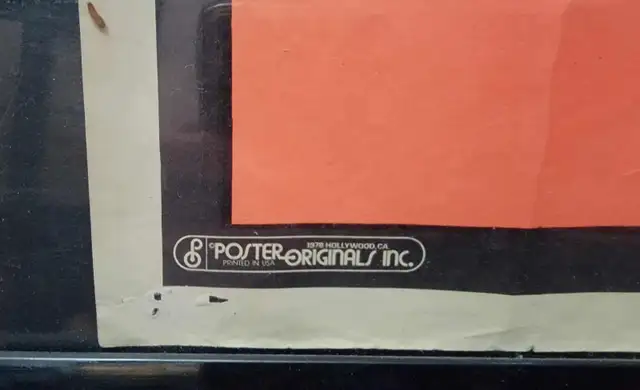 © POSTER ORIGINALS INC.
1978 HOLLYWOOD, CA.
PRINTED IN USA